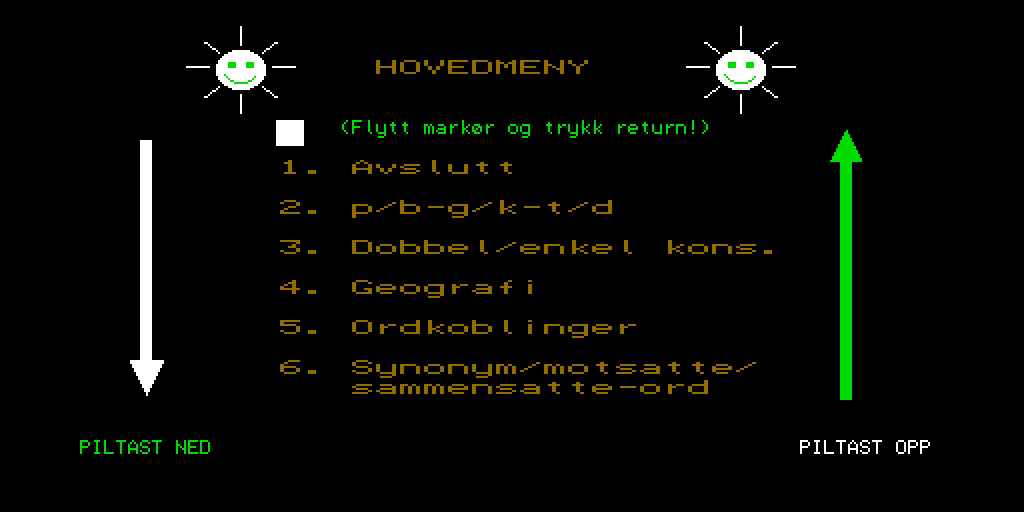 HOVEDMENY
(Flytt markør og trykk return!)
1. Avslutt
2. p/b-g/k-t/d
3. Dobbel/enkel kons.
4. Geografi
5. Ordkoblinger
6. Synonym/motsatte/
sammensatte-ord
PILTAST NED
PILTAST OPP